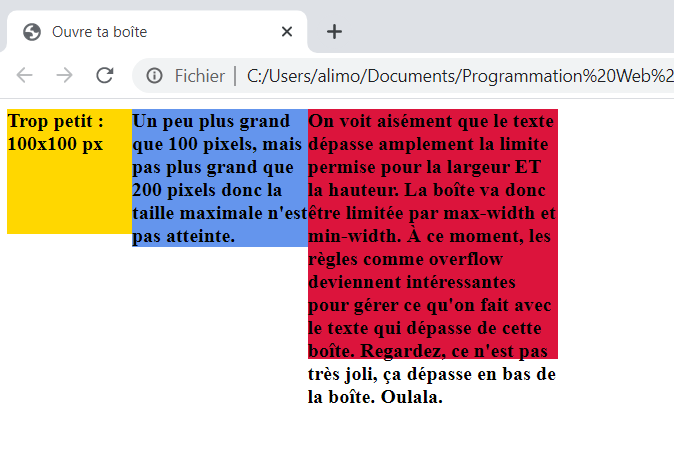 Ouvre ta boîte
Fichier
C:/Users/alimo/Documents/Programmation%20Web%2
Trop petit :
100x100 px
Un peu plus grand
que 100 pixels, mais
pas plus grand que
200 pixels donc la
taille maximale n'est
pas atteinte.
On voit aisément que le texte
dépasse amplement la limite
permise pour la largeur ET
la hauteur. La boîte va donc
être limitée par max-width et
min-width. À ce moment, les
règles comme overflow
deviennent intéressantes
pour gérer ce qu'on fait avec
le texte qui dépasse de cette
boîte. Regardez, ce n'est pas
très joli, ça dépasse en bas de
la boîte. Oulala.